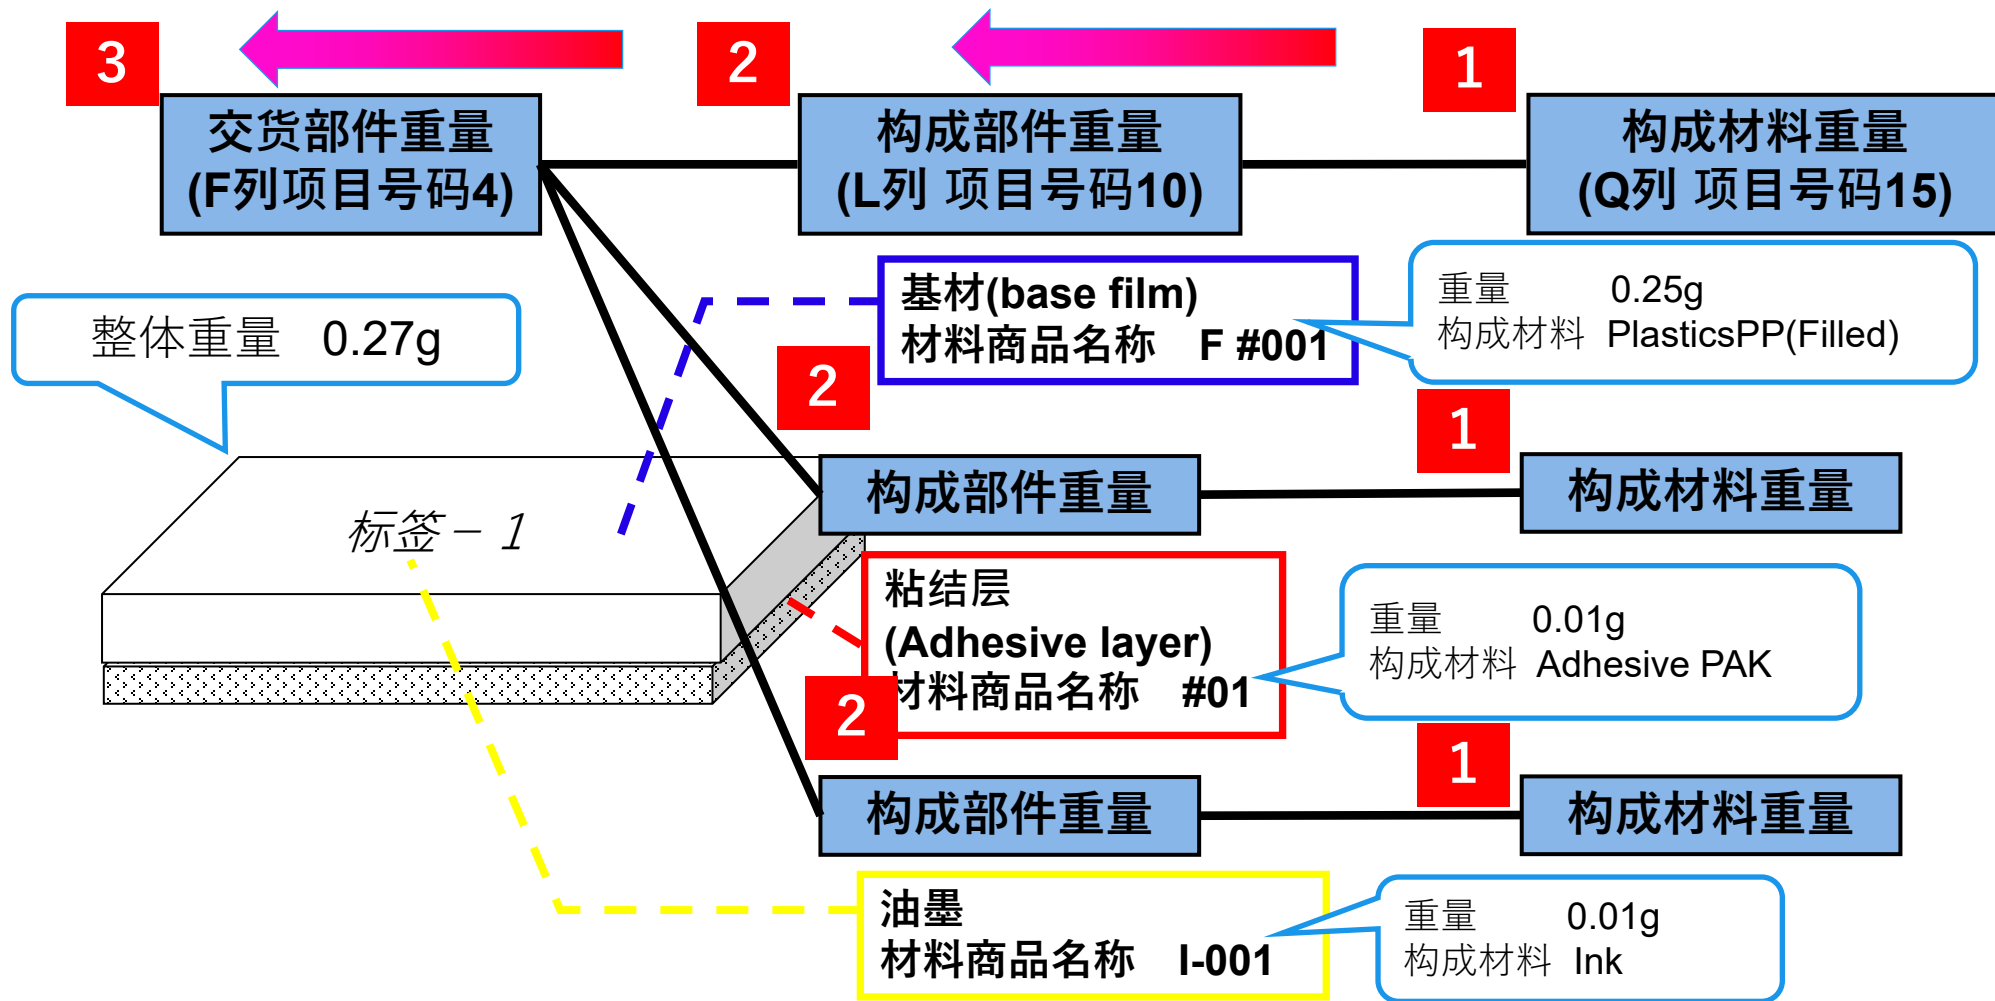 3
2
1
交货部件重量
(F列项目号码4)
构成部件重量
(L列 项目号码10)
构成材料重量
(Q列 项目号码15)
基材(base film)
材料商品名称　F #001
重量　　0.25g
构成材料 PlasticsPP(Filled)
整体重量　0.27g
2
1
构成部件重量
构成材料重量
标签－1
粘结层
(Adhesive layer)
材料商品名称　#01
重量　　0.01g
构成材料 Adhesive PAK
2
1
构成部件重量
构成材料重量
油墨
材料商品名称　I-001
重量　　0.01g
构成材料 Ink